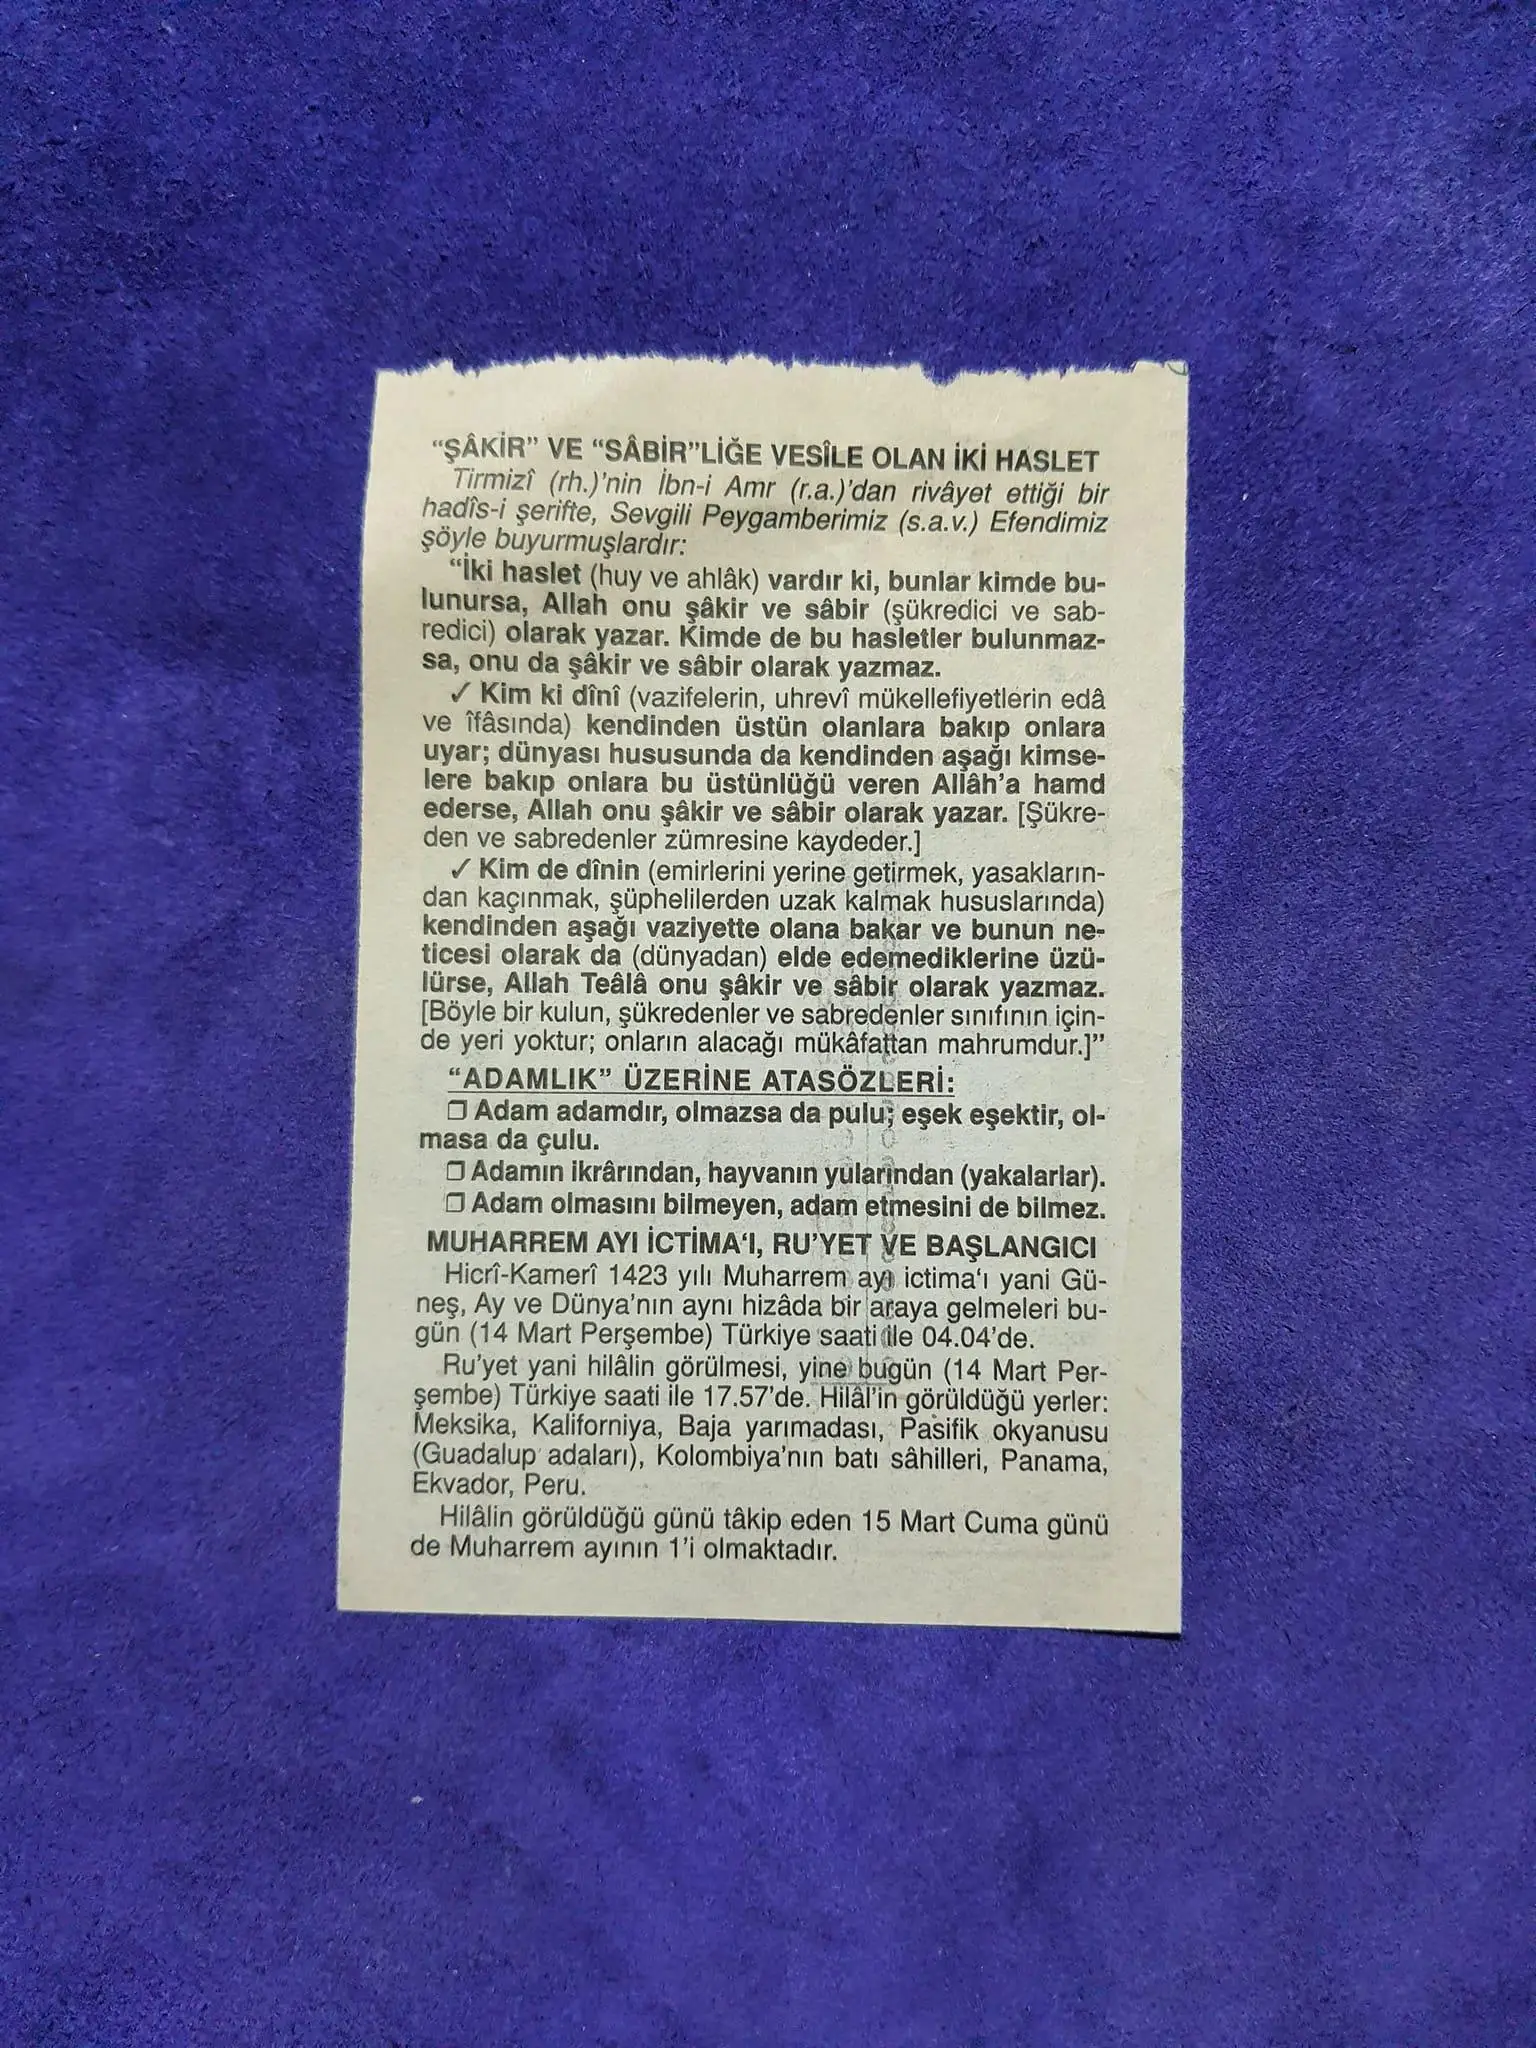 “ŞÂKİR” VE “SÂBİR”LİĞE VESÎLE OLAN İKİ HASLET
Tirmizî (rh.)’nin İbn-i Amr (r.a.)’dan rivâyet ettiği bir
hadîs-i şerifte, Sevgili Peygamberimiz (s.a.v.) Efendimiz
şöyle buyurmuşlardır:
“İki haslet (huy ve ahlâk) vardır ki, bunlar kimde bu-
lunursa, Allah onu şâkir ve sâbir (şükredici ve sab-
redici) olarak yazar. Kimde de bu hasletler bulunmaz-
sa, onu da şâkir ve sâbir olarak yazmaz.
✓ Kim ki dînî (vazifelerin, uhrevî mükellefiyetlerin edâ
ve îfâsında) kendinden üstün olanlara bakıp onlara
uyar; dünyası hususunda da kendinden aşağı kimse-
lere bakıp onlara bu üstünlüğü veren Allâh’a hamd
ederse, Allah onu şâkir ve sâbir olarak yazar. [Şükre-
den ve sabredenler zümresine kaydeder.]
✓ Kim de dînin (emirlerini yerine getirmek, yasakların-
dan kaçınmak, şüphelilerden uzak kalmak hususlarında)
kendinden aşağı vaziyette olana bakar ve bunun ne-
ticesi olarak da (dünyadan) elde edemediklerine üzü-
lürse, Allah Teâlâ onu şâkir ve sâbir olarak yazmaz.
[Böyle bir kulun, şükredenler ve sabredenler sınıfının için-
de yeri yoktur; onların alacağı mükâfattan mahrumdur.]”
“ADAMLIK” ÜZERİNE ATASÖZLERİ:
❒ Adam adamdır, olmazsa da pulu; eşek eşektir, ol-
masa da çulu.
❒ Adamın ikrârından, hayvanın yularından (yakalarlar).
❒ Adam olmasını bilmeyen, adam etmesini de bilmez.
MUHARREM AYI İCTİMA‘I, RU’YET VE BAŞLANGICI
Hicrî-Kamerî 1423 yılı Muharrem ayı ictima‘ı yani Gü-
neş, Ay ve Dünya’nın aynı hizâda bir araya gelmeleri bu-
gün (14 Mart Perşembe) Türkiye saati ile 04.04’de.
Ru’yet yani hilâlin görülmesi, yine bugün (14 Mart Per-
şembe) Türkiye saati ile 17.57’de. Hilâl’in görüldüğü yerler:
Meksika, Kaliforniya, Baja yarımadası, Pasifik okyanusu
(Guadalup adaları), Kolombiya’nın batı sâhilleri, Panama,
Ekvador, Peru.
Hilâlin görüldüğü günü tâkip eden 15 Mart Cuma günü
de Muharrem ayının 1’i olmaktadır.